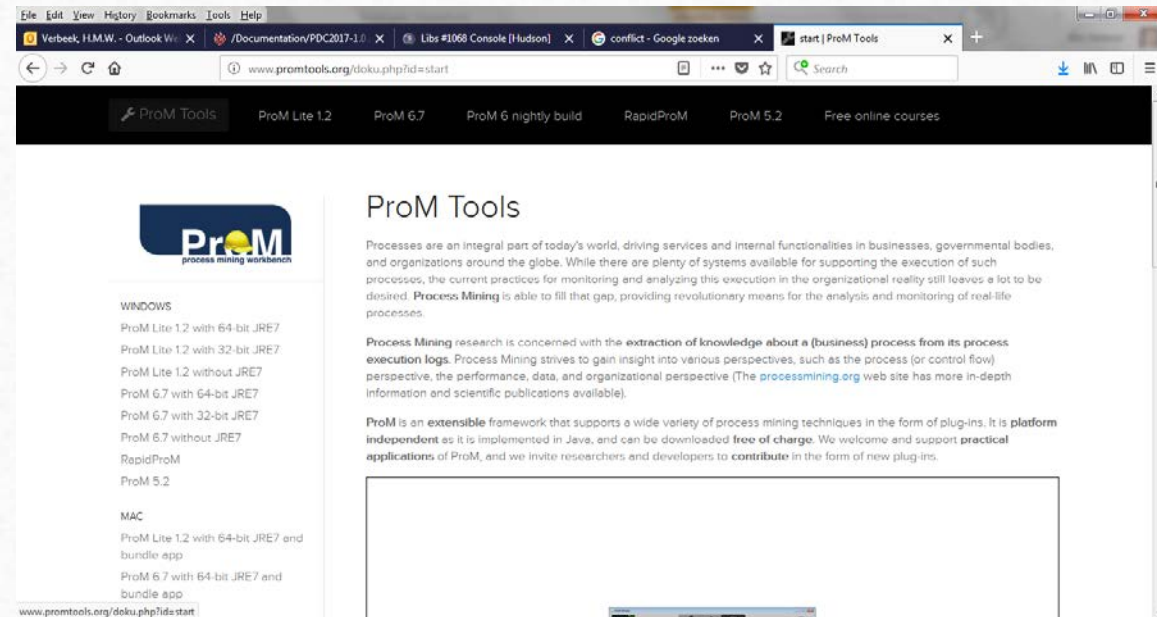 File Edit View History Bookmarks Tools Help
Verbeek, H.M.W. - Outlook We X /Documentation/PDC2017-1.0 X Libs #1068 Console [Hudson] X conflict - Google zoeken X start | ProM Tools X +
www.promtools.org/doku.php?id=start Search
ProM Tools ProM Lite 1.2 ProM 6.7 ProM 6 nightly build RapidProM ProM 5.2 Free online courses
ProM
process mining workbench
WINDOWS
ProM Lite 1.2 with 64-bit JRE7
ProM Lite 1.2 with 32-bit JRE7
ProM Lite 1.2 without JRE7
ProM 6.7 with 64-bit JRE7
ProM 6.7 with 32-bit JRE7
ProM 6.7 without JRE7
RapidProM
ProM 5.2
MAC
ProM Lite 1.2 with 64-bit JRE7 and
bundle app
ProM 6.7 with 64-bit JRE7 and
bundle app
ProM Tools
Processes are an integral part of today's world, driving services and internal functionalities in businesses, governmental bodies,
and organizations around the globe. While there are plenty of systems available for supporting the execution of such
processes, the current practices for monitoring and analyzing this execution in the organizational reality still leaves a lot to be
desired. Process Mining is able to fill that gap, providing revolutionary means for the analysis and monitoring of real-life
processes.
Process Mining research is concerned with the extraction of knowledge about a (business) process from its process
execution logs. Process Mining strives to gain insight into various perspectives, such as the process (or control flow)
perspective, the performance, data, and organizational perspective (The processmining.org web site has more in-depth
information and scientific publications available).
ProM is an extensible framework that supports a wide variety of process mining techniques in the form of plug-ins. It is platform
independent as it is implemented in Java, and can be downloaded free of charge. We welcome and support practical
applications of ProM, and we invite researchers and developers to contribute in the form of new plug-ins.
www.promtools.org/doku.php?id=start